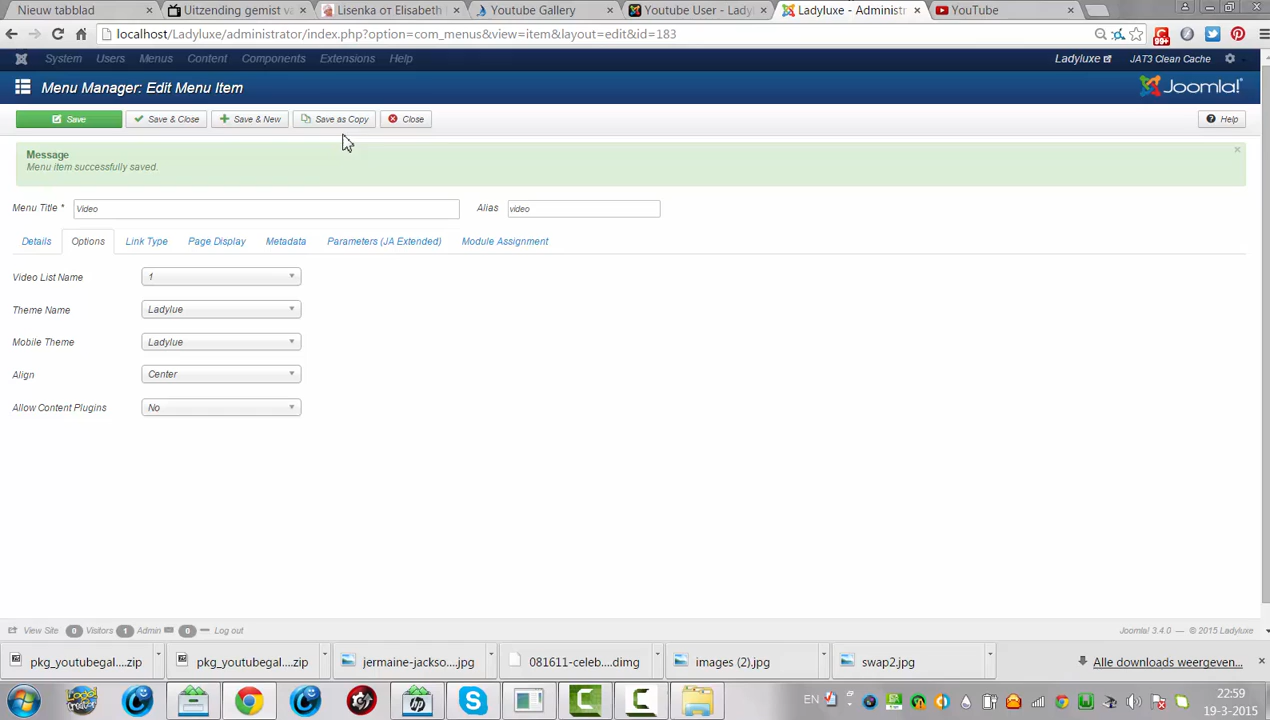 Nieuw tabblad
Uitzending gemist va
Lisenka от Elisabeth
Youtube Gallery
Youtube User - Lady
Ladyluxe - Administr
YouTube
localhost/Ladyluxe/administrator/index.php?option=com_menus&view=item&layout=edit&id=183
99+
System Users Menus Content Components Extensions Help
Ladyluxe JAT3 Clean Cache
Menu Manager: Edit Menu Item
Joomla!
Save
Save & Close
Save & New
Save as Copy
Close
Help
Message
Menu item successfully saved.
Menu Title * Video
Alias video
Details Options Link Type Page Display Metadata Parameters (JA Extended) Module Assignment
Video List Name 1
Theme Name Ladylue
Mobile Theme Ladylue
Align Center
Allow Content Plugins No
View Site 0 Visitors 1 Admin 0 Log out
Joomla! 3.4.0 — © 2015 Ladyluxe
pkg_youtubegal....zip
pkg_youtubegal....zip
jermaine-jackso....jpg
081611-celeb....dimg
images (2).jpg
swap2.jpg
Alle downloads weergeven...
EN
22:59
19-3-2015